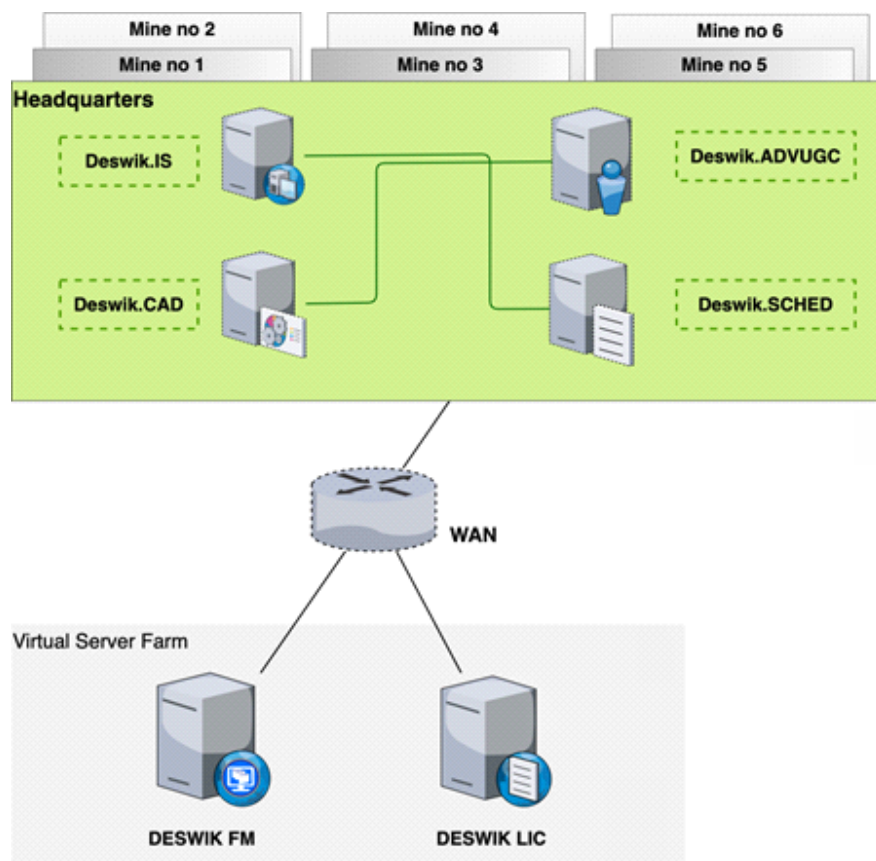 Mine no 2
Mine no 4
Mine no 6
Mine no 1
Mine no 3
Mine no 5
Headquarters
Deswik.IS
Deswik.ADVUGC
Deswik.CAD
Deswik.SCHED
WAN
Virtual Server Farm
DESWIK FM
DESWIK LIC